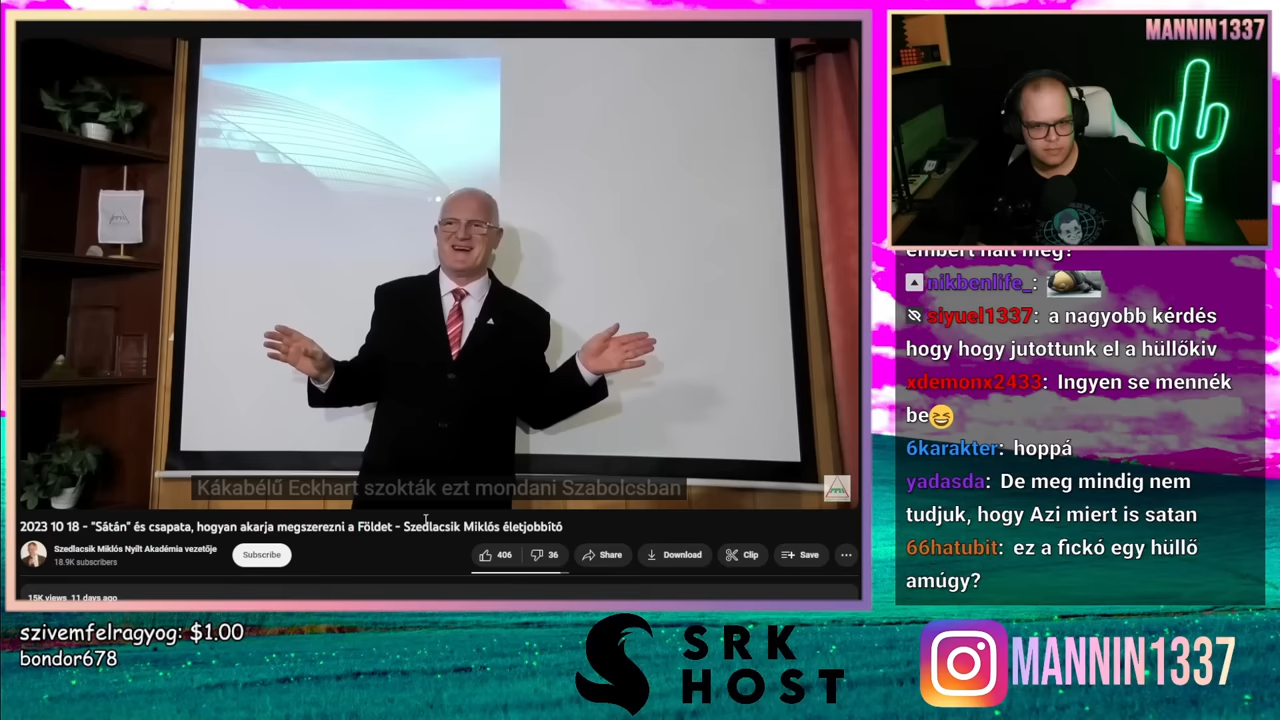 MANNIN1337
Kákabélű Eckhart szokták ezt mondani Szabolcsban
2023 10 18 - "Sátán" és csapata, hogyan akarja megszerezni a Földet - Szedlacsik Miklós életjobbító
Szedlacsik Miklós Nyílt Akadémia vezetője
18.9K subscribers
Subscribe
406
36
Share
Download
Clip
Save
15K views 11 days ago
embert halt meg?
nikbenlife_:
siyuel1337: a nagyobb kérdés
hogy hogy jutottunk el a hüllőkiv
xdemonx2433: Ingyen se mennék
be
6karakter: hoppá
yadasda: De meg mindig nem
tudjuk, hogy Azi miert is satan
66hatubit: ez a fickó egy hüllő
amúgy?
szivemfelragyog: $1.00
bondor678
SRK
HOST
MANNIN1337